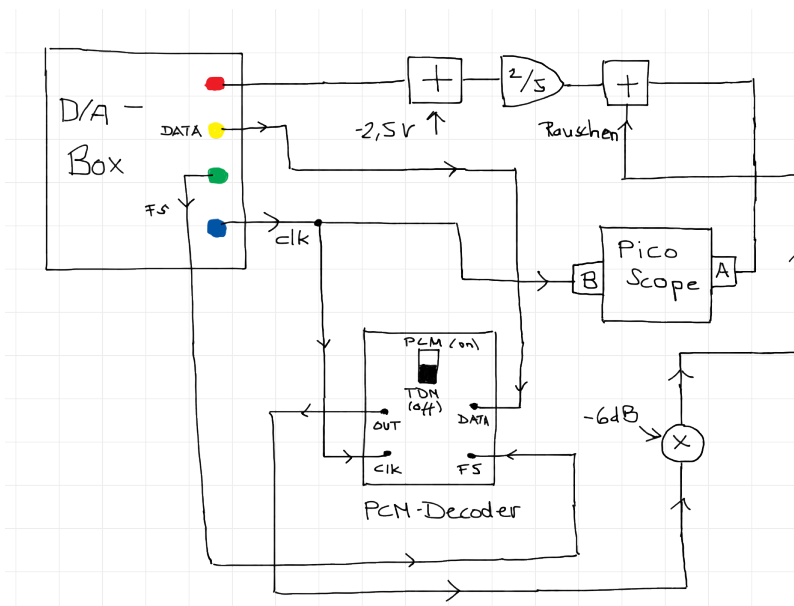 D/A-
Box
DATA
FS
clk
+
-2,5V
2/5
+
Rauschen
Pico
Scope
A
B
PCM (on)
TDM
(off)
OUT
DATA
clk
FS
PCM-Decoder
-6dB
X